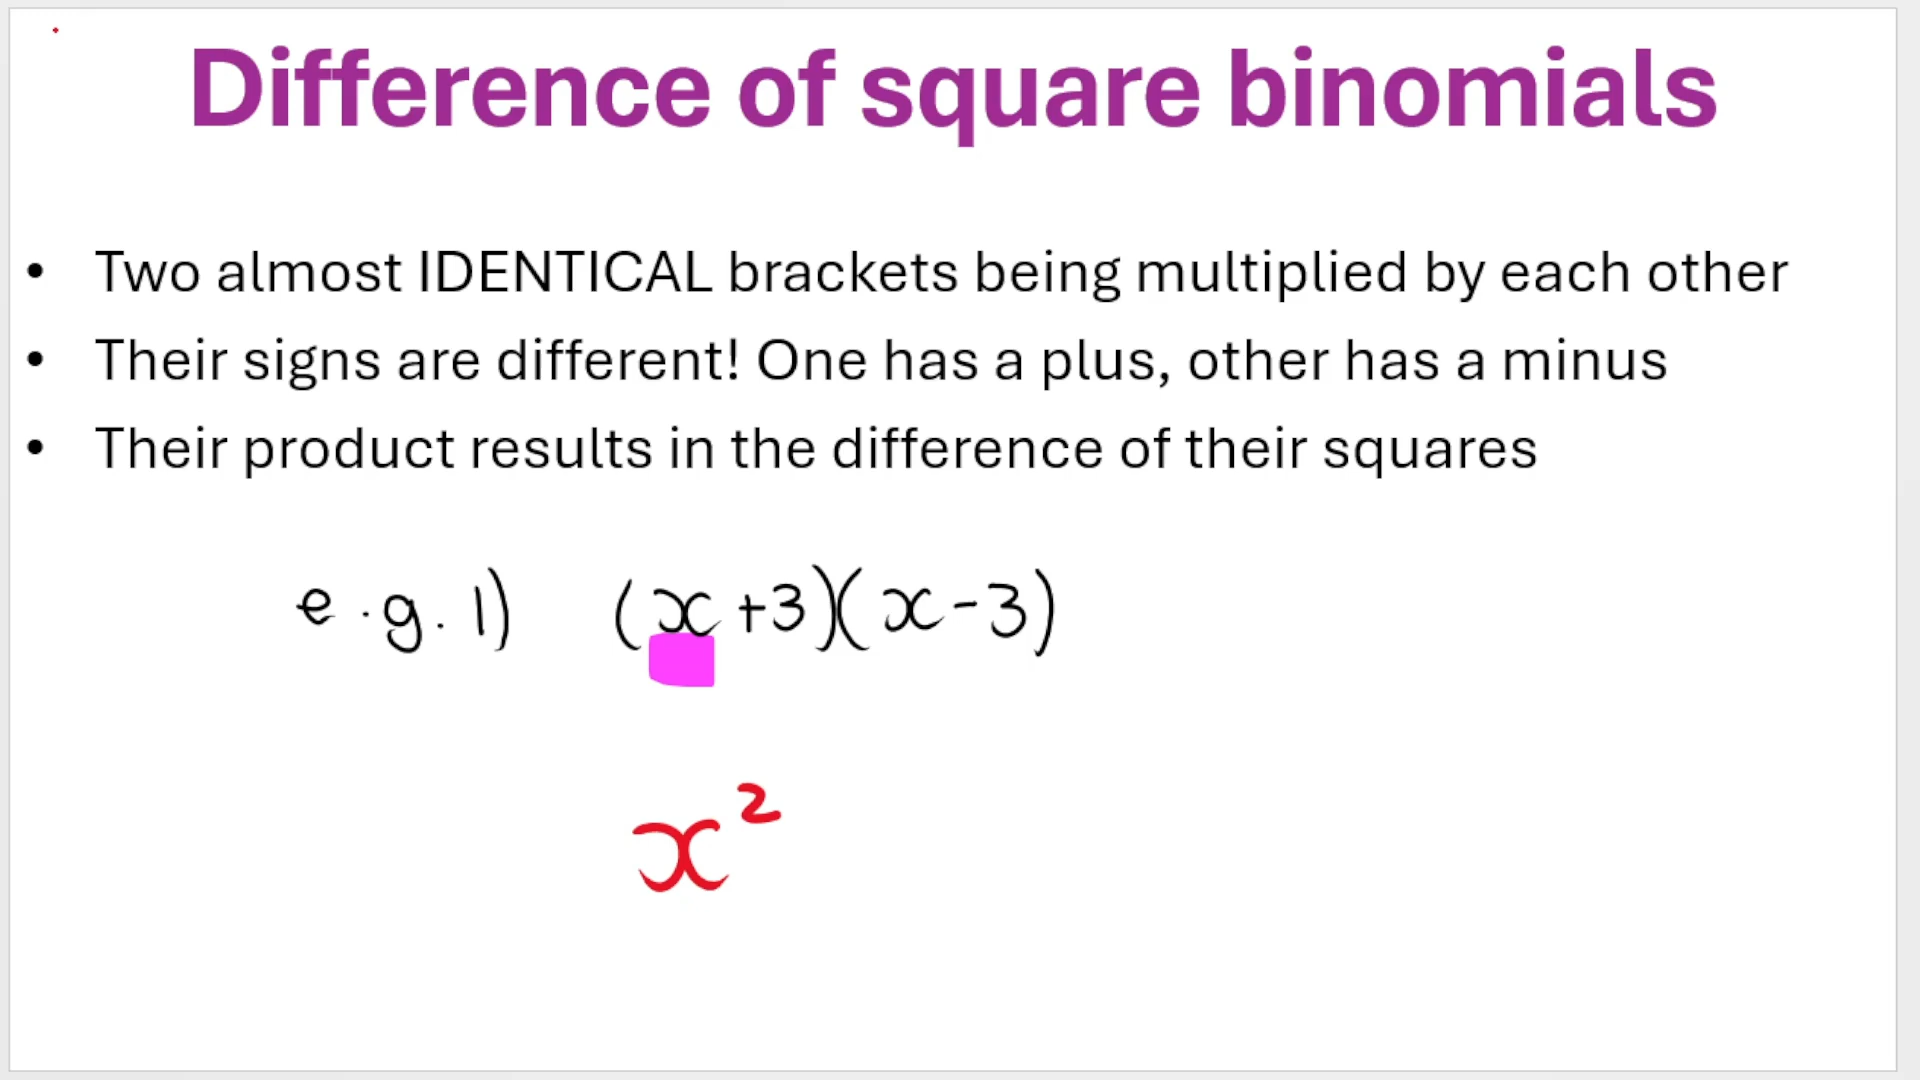 Difference of square binomials
• Two almost IDENTICAL brackets being multiplied by each other
• Their signs are different! One has a plus, other has a minus
• Their product results in the difference of their squares
e.g. 1) (x+3)(x-3)
x²